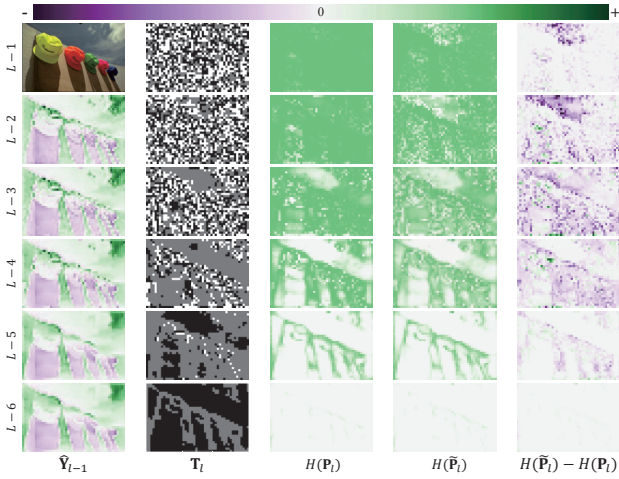 - 0 +
L − 1
L − 2
L − 3
L − 4
L − 5
L − 6
Ŷ_{l−1} T_l H(P_l) H(P̃_l) H(P̃_l) − H(P_l)